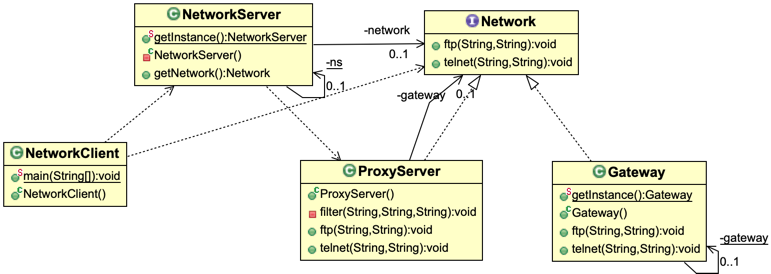 NetworkServer
getInstance():NetworkServer
NetworkServer()
getNetwork():Network
-network
0..1
-ns
0..1
Network
ftp(String,String):void
telnet(String,String):void
-gateway
0..1
NetworkClient
main(String[]):void
NetworkClient()
ProxyServer
ProxyServer()
filter(String,String,String):void
ftp(String,String):void
telnet(String,String):void
Gateway
getInstance():Gateway
Gateway()
ftp(String,String):void
telnet(String,String):void
-gateway
0..1